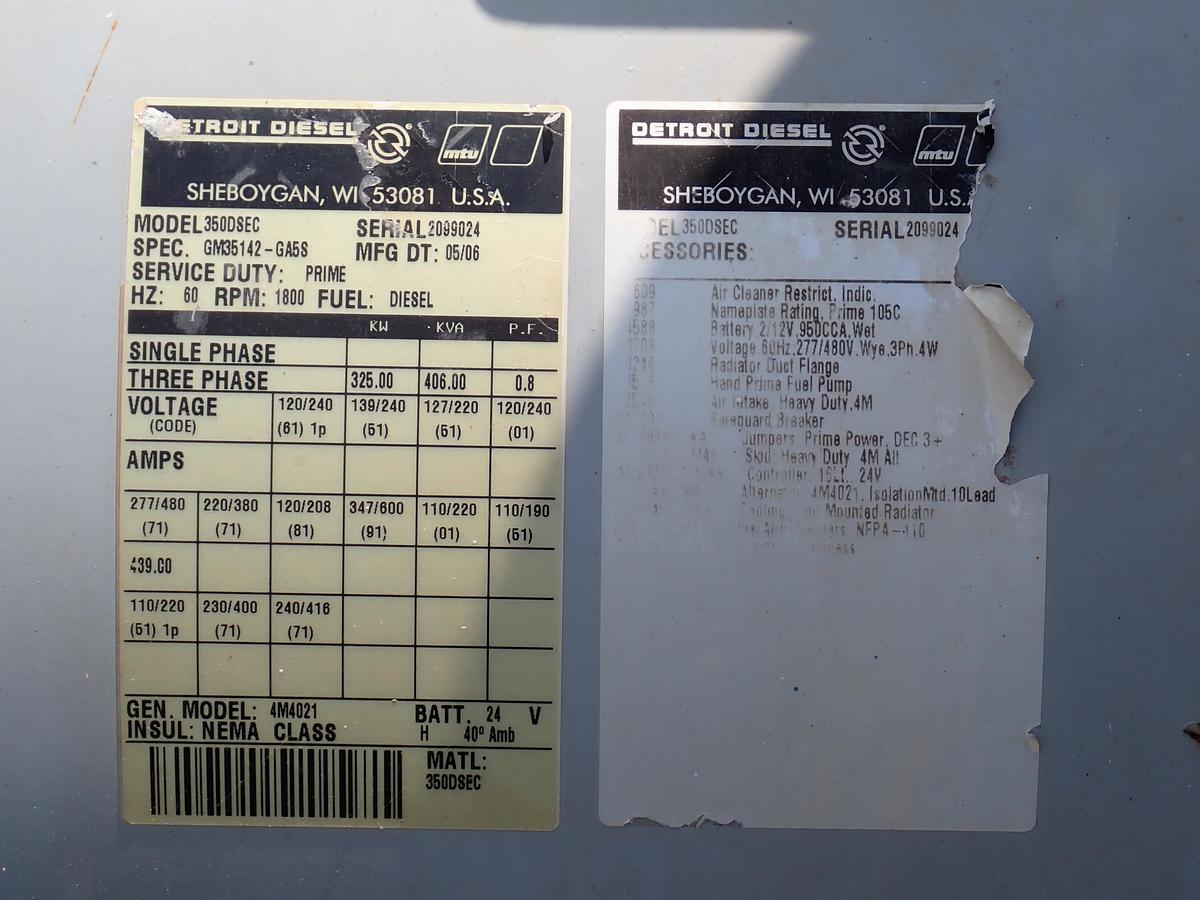 DETROIT DIESEL
mtu
SHEBOYGAN, WI 53081 U.S.A.
MODEL 350DSEC SERIAL 2099024
SPEC. GM35142-GA5S MFG DT: 05/06
SERVICE DUTY: PRIME
HZ: 60 RPM: 1800 FUEL: DIESEL
KW KVA P.F.
SINGLE PHASE
THREE PHASE 325.00 406.00 0.8
VOLTAGE 120/240 139/240 127/220 120/240
(CODE) (61) 1p (51) (51) (01)
AMPS
277/480 220/380 120/208 347/600 110/220 110/190
(71) (71) (81) (91) (01) (51)
439.00
110/220 230/400 240/416
(51) 1p (71) (71)
GEN. MODEL: 4M4021 BATT. 24 V
INSUL: NEMA CLASS H 40° Amb
MATL:
350DSEC
DETROIT DIESEL
mtu
SHEBOYGAN, WI 53081 U.S.
DEL 350DSEC SERIAL 2099024
CESSORIES:
609 Air Cleaner Restrict. Indic.
987 Nameplate Rating, Prime 105C
Battery 2/12V,950CCA,Wet
Voltage 60Hz,277/480V,Wye,3Ph,4W
Radiator Duct Flange
Hand Prime Fuel Pump
Air Intake, Heavy Duty,4M
Safeguard Breaker
Jumpers, Prime Power, DEC 3+
Skid, Heavy Duty, 4M All
Controller, 16Lt., 24V
4M4021, IsolationMtd,10Lead
Mounted Radiator
NFPA-110